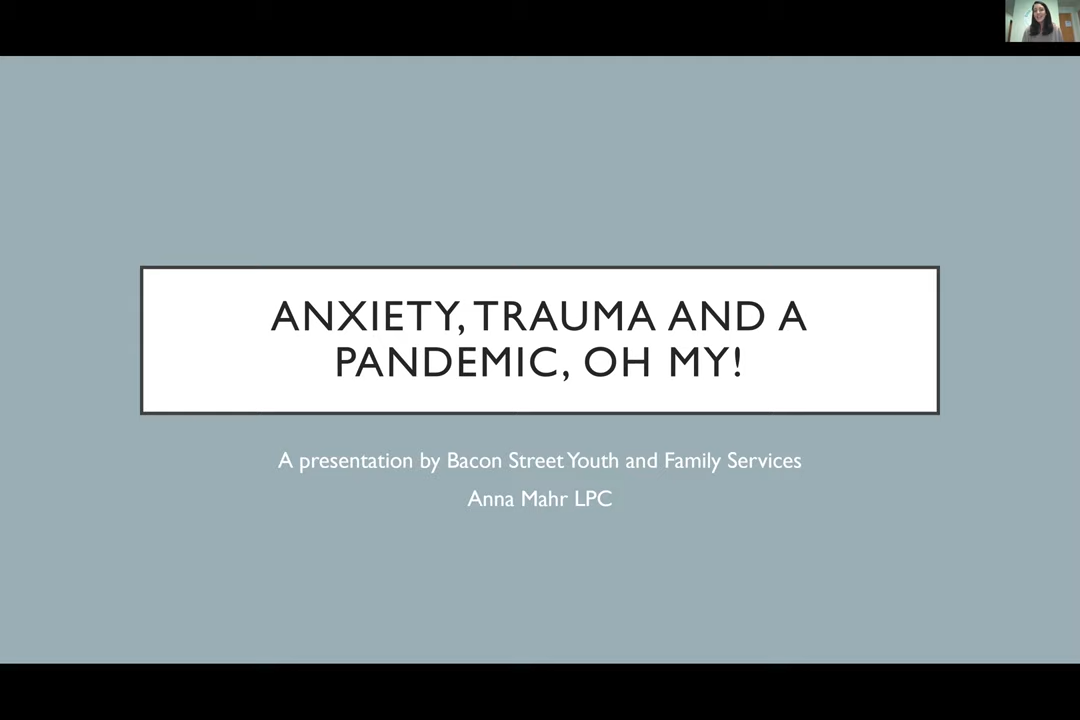 ANXIETY, TRAUMA AND A
PANDEMIC, OH MY!
A presentation by Bacon Street Youth and Family Services
Anna Mahr LPC